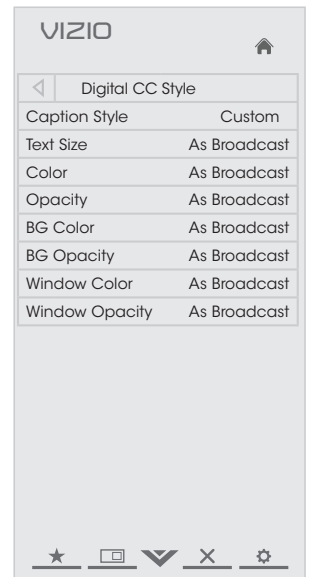 VIZIO
Digital CC Style
Caption Style Custom
Text Size As Broadcast
Color As Broadcast
Opacity As Broadcast
BG Color As Broadcast
BG Opacity As Broadcast
Window Color As Broadcast
Window Opacity As Broadcast